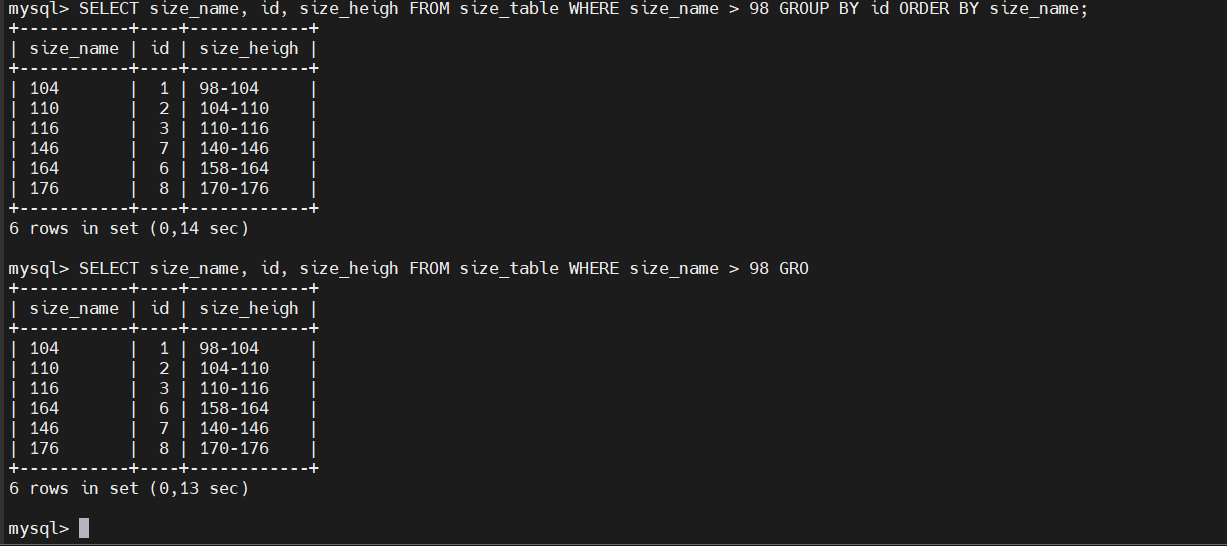 mysql> SELECT size_name, id, size_heigh FROM size_table WHERE size_name > 98 GROUP BY id ORDER BY size_name;
+-----------+----+------------+
| size_name | id | size_heigh |
+-----------+----+------------+
| 104       |  1 | 98-104     |
| 110       |  2 | 104-110    |
| 116       |  3 | 110-116    |
| 146       |  7 | 140-146    |
| 164       |  6 | 158-164    |
| 176       |  8 | 170-176    |
+-----------+----+------------+
6 rows in set (0,14 sec)

mysql> SELECT size_name, id, size_heigh FROM size_table WHERE size_name > 98 GRO
+-----------+----+------------+
| size_name | id | size_heigh |
+-----------+----+------------+
| 104       |  1 | 98-104     |
| 110       |  2 | 104-110    |
| 116       |  3 | 110-116    |
| 164       |  6 | 158-164    |
| 146       |  7 | 140-146    |
| 176       |  8 | 170-176    |
+-----------+----+------------+
6 rows in set (0,13 sec)

mysql>